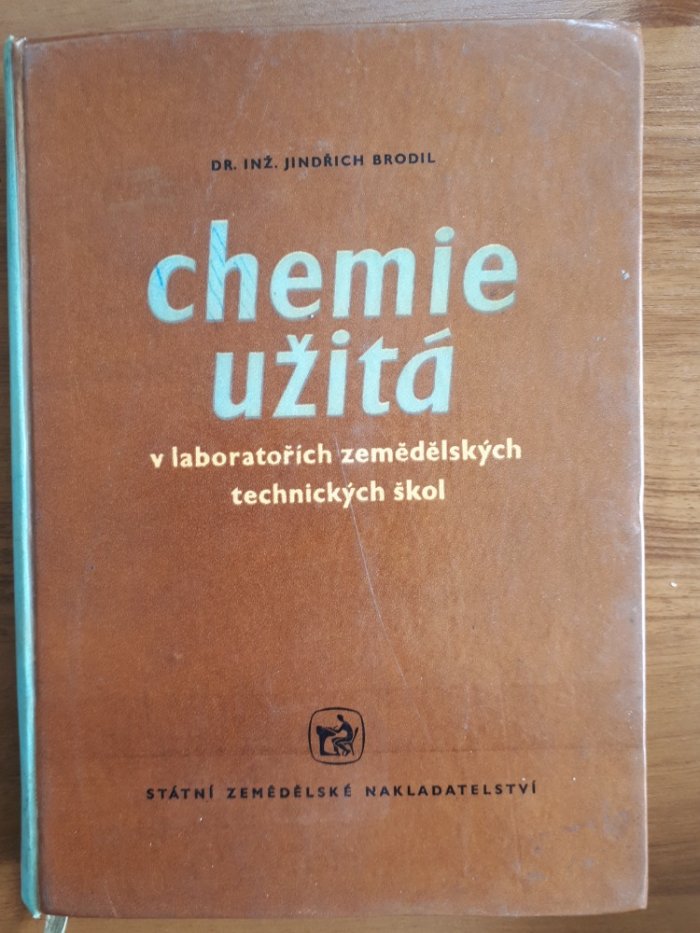 DR. INŽ. JINDŘICH BRODIL
chemie
užitá
v laboratořích zemědělských
technických škol
STÁTNÍ ZEMĚDĚLSKÉ NAKLADATELSTVÍ